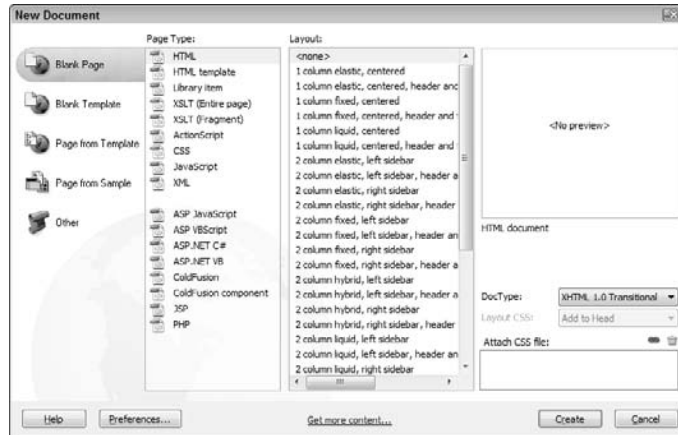 New Document
Page Type:
Layout:
Blank Page
Blank Template
Page from Template
Page from Sample
Other
HTML
HTML template
Library item
XSLT (Entire page)
XSLT (Fragment)
ActionScript
CSS
JavaScript
XML
ASP JavaScript
ASP VBScript
ASP.NET C#
ASP.NET VB
ColdFusion
ColdFusion component
JSP
PHP
<none>
1 column elastic, centered
1 column elastic, centered, header and
1 column fixed, centered
1 column fixed, centered, header and
1 column liquid, centered
1 column liquid, centered, header and
2 column elastic, left sidebar
2 column elastic, left sidebar, header a
2 column elastic, right sidebar
2 column elastic, right sidebar, header
2 column fixed, left sidebar
2 column fixed, left sidebar, header an
2 column fixed, right sidebar
2 column fixed, right sidebar, header a
2 column hybrid, left sidebar
2 column hybrid, left sidebar, header a
2 column hybrid, right sidebar
2 column hybrid, right sidebar, header
2 column liquid, left sidebar
2 column liquid, left sidebar, header an
2 column liquid, right sidebar
<No preview>
HTML document
DocType: XHTML 1.0 Transitional
Layout CSS: Add to Head
Attach CSS file:
Help
Preferences...
Get more content...
Create
Cancel